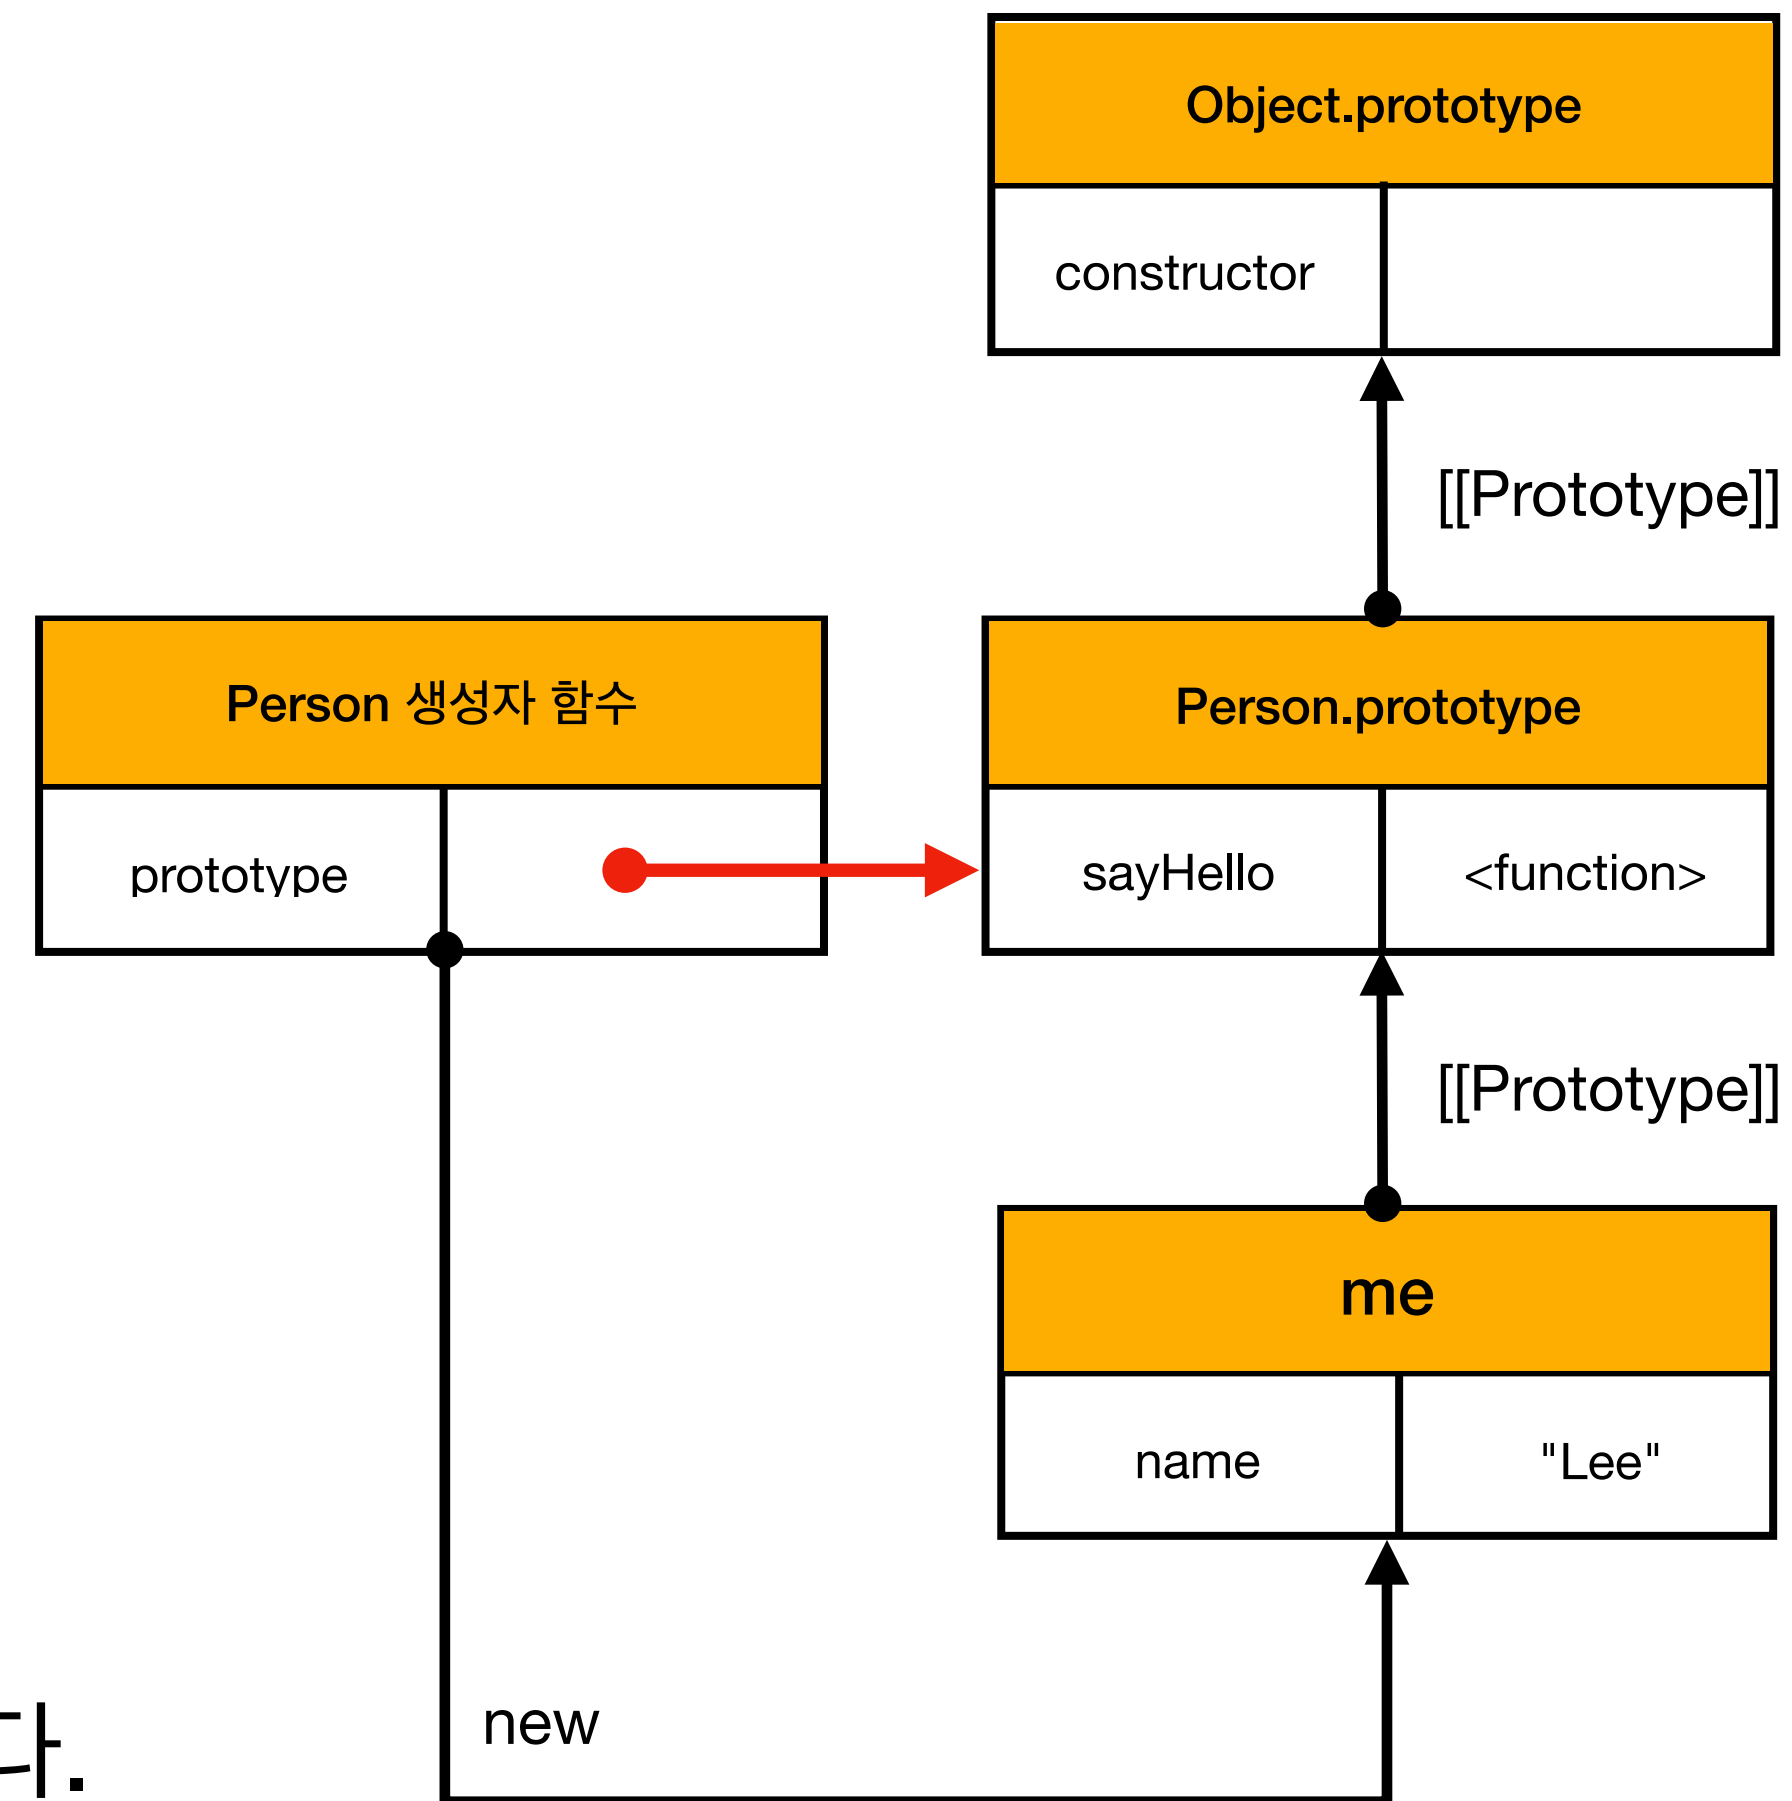 Object.prototype
constructor
[[Prototype]]
Person 생성자 함수
Person.prototype
prototype
sayHello
<function>
[[Prototype]]
me
name
"Lee"
new
다.